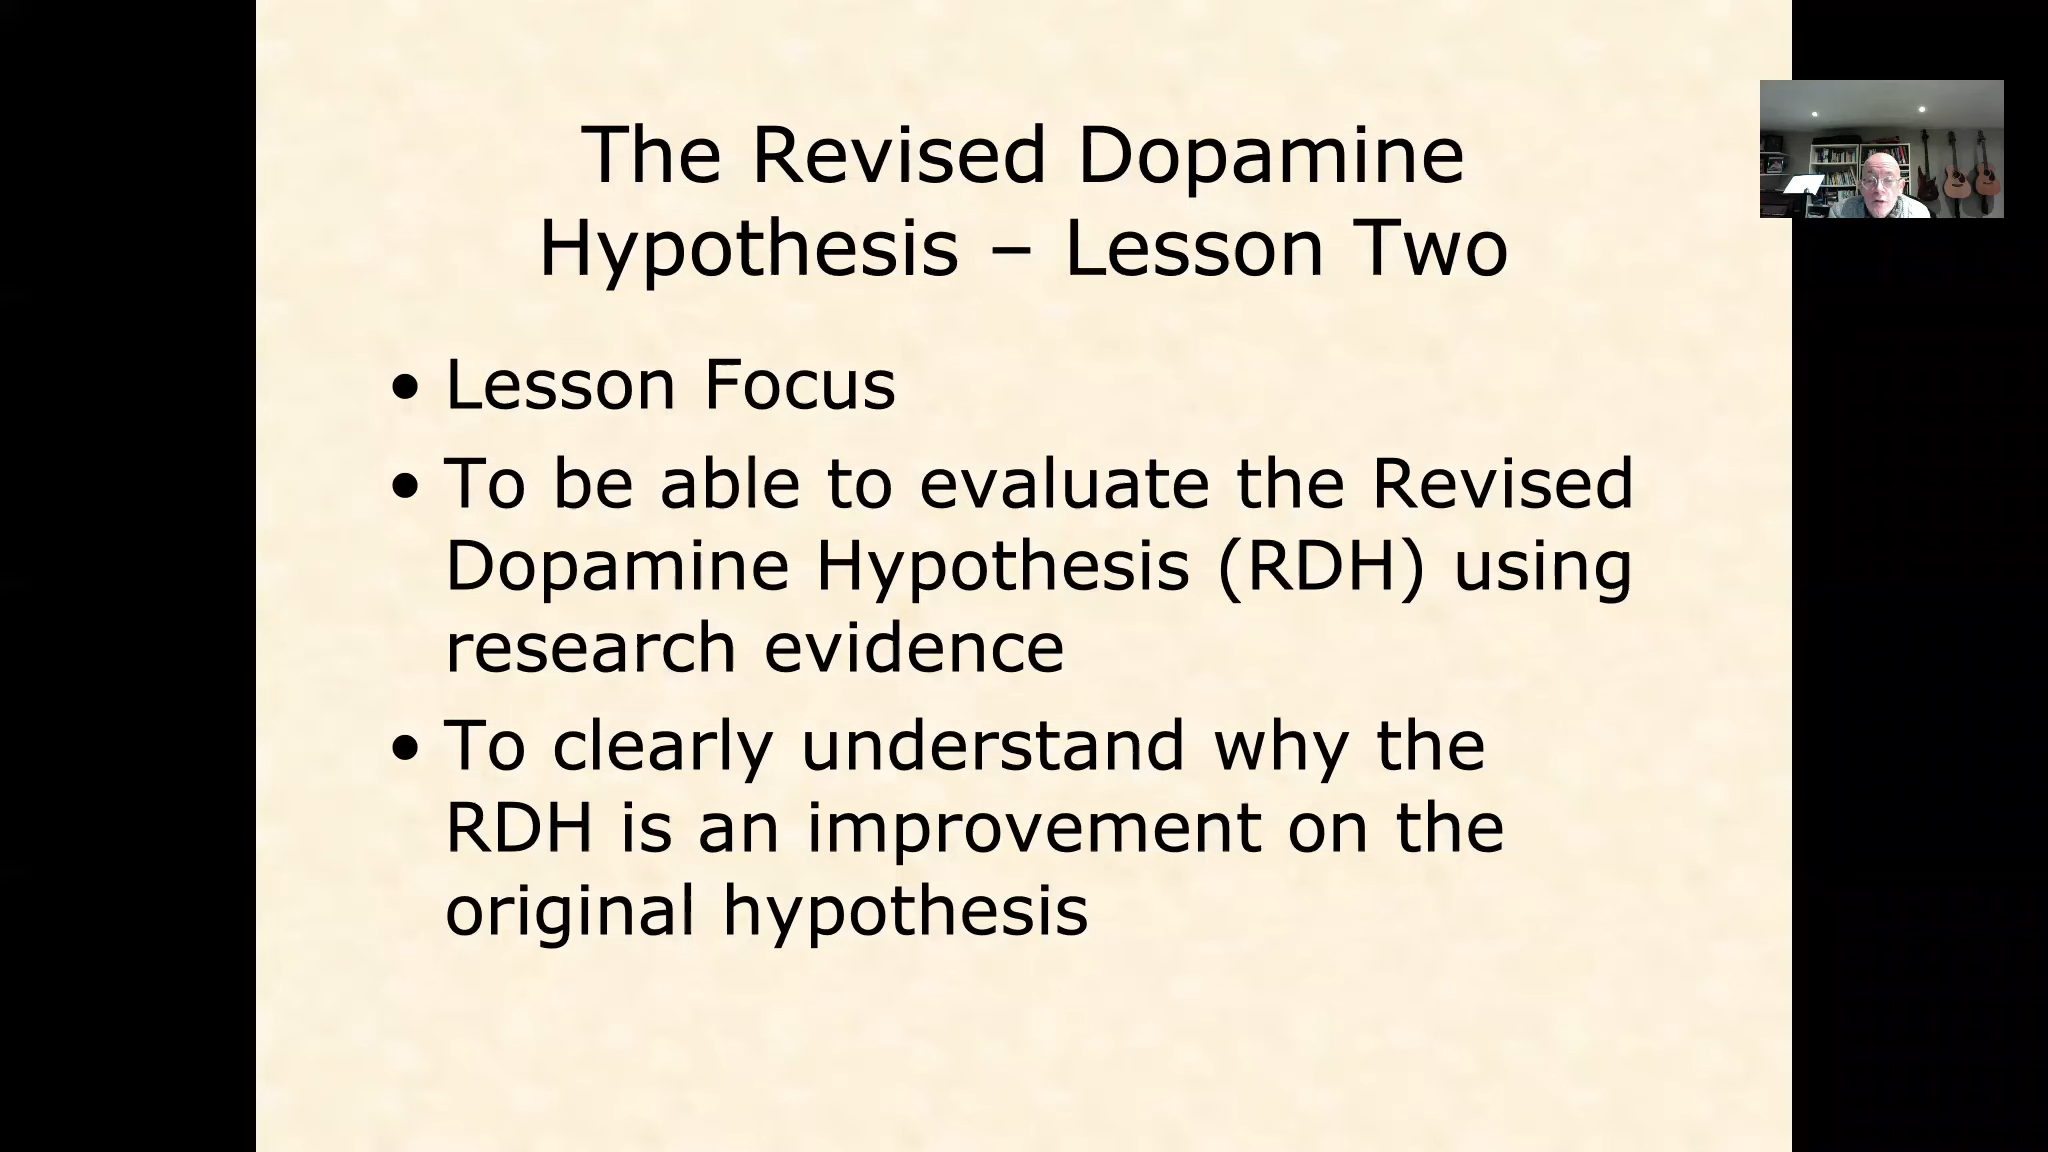 The Revised Dopamine
Hypothesis – Lesson Two
• Lesson Focus
• To be able to evaluate the Revised
Dopamine Hypothesis (RDH) using
research evidence
• To clearly understand why the
RDH is an improvement on the
original hypothesis